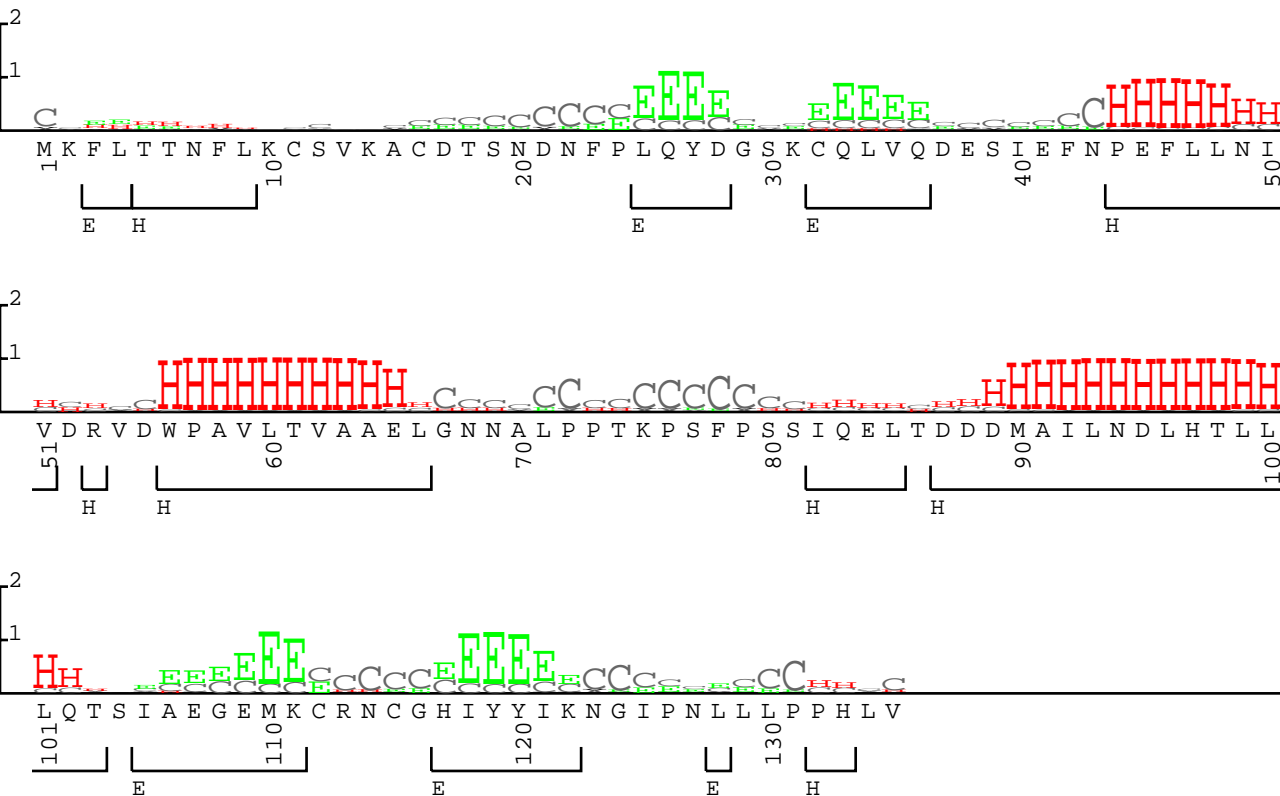 2
1
C C C C C C E E E E E E E E E C C H H H H H H H
M K F L T T N F L K C S V K A C D T S N D N F P L Q Y D G S K C Q L V Q D E S I E F N P E F L L N I
1 10 20 30 40 50
E H E E H
2
1
H H H H H H H H H H C C C C C C C C H H H H H H H H H H H H
V D R V D W P A V L T V A A E L G N N A L P P T K P S F P S S I Q E L T D D D M A I L N D L H T L L
51 60 70 80 90 100
H H H H
2
1
H H E E E E E E C C C C C E E E E E C C C C C
L Q T S I A E G E M K C R N C G H I Y Y I K N G I P N L L L P P H L V
101 110 120 130
E E E H